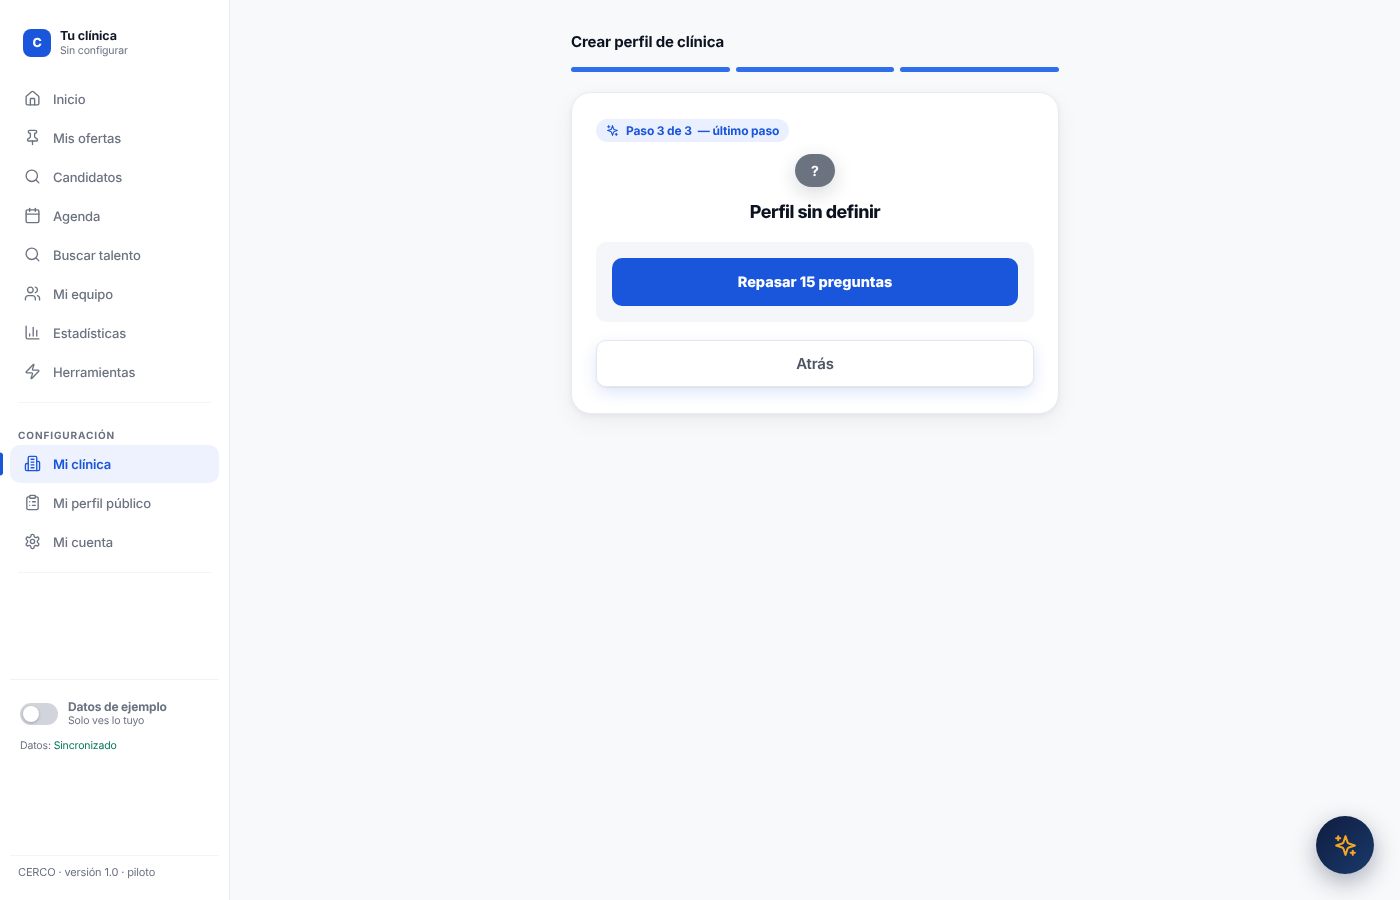 C
Tu clínica
Sin configurar
Inicio
Mis ofertas
Candidatos
Agenda
Buscar talento
Mi equipo
Estadísticas
Herramientas
CONFIGURACIÓN
Mi clínica
Mi perfil público
Mi cuenta
Datos de ejemplo
Solo ves lo tuyo
Datos: Sincronizado
CERCO · versión 1.0 · piloto
Crear perfil de clínica
Paso 3 de 3 — último paso
?
Perfil sin definir
Repasar 15 preguntas
Atrás